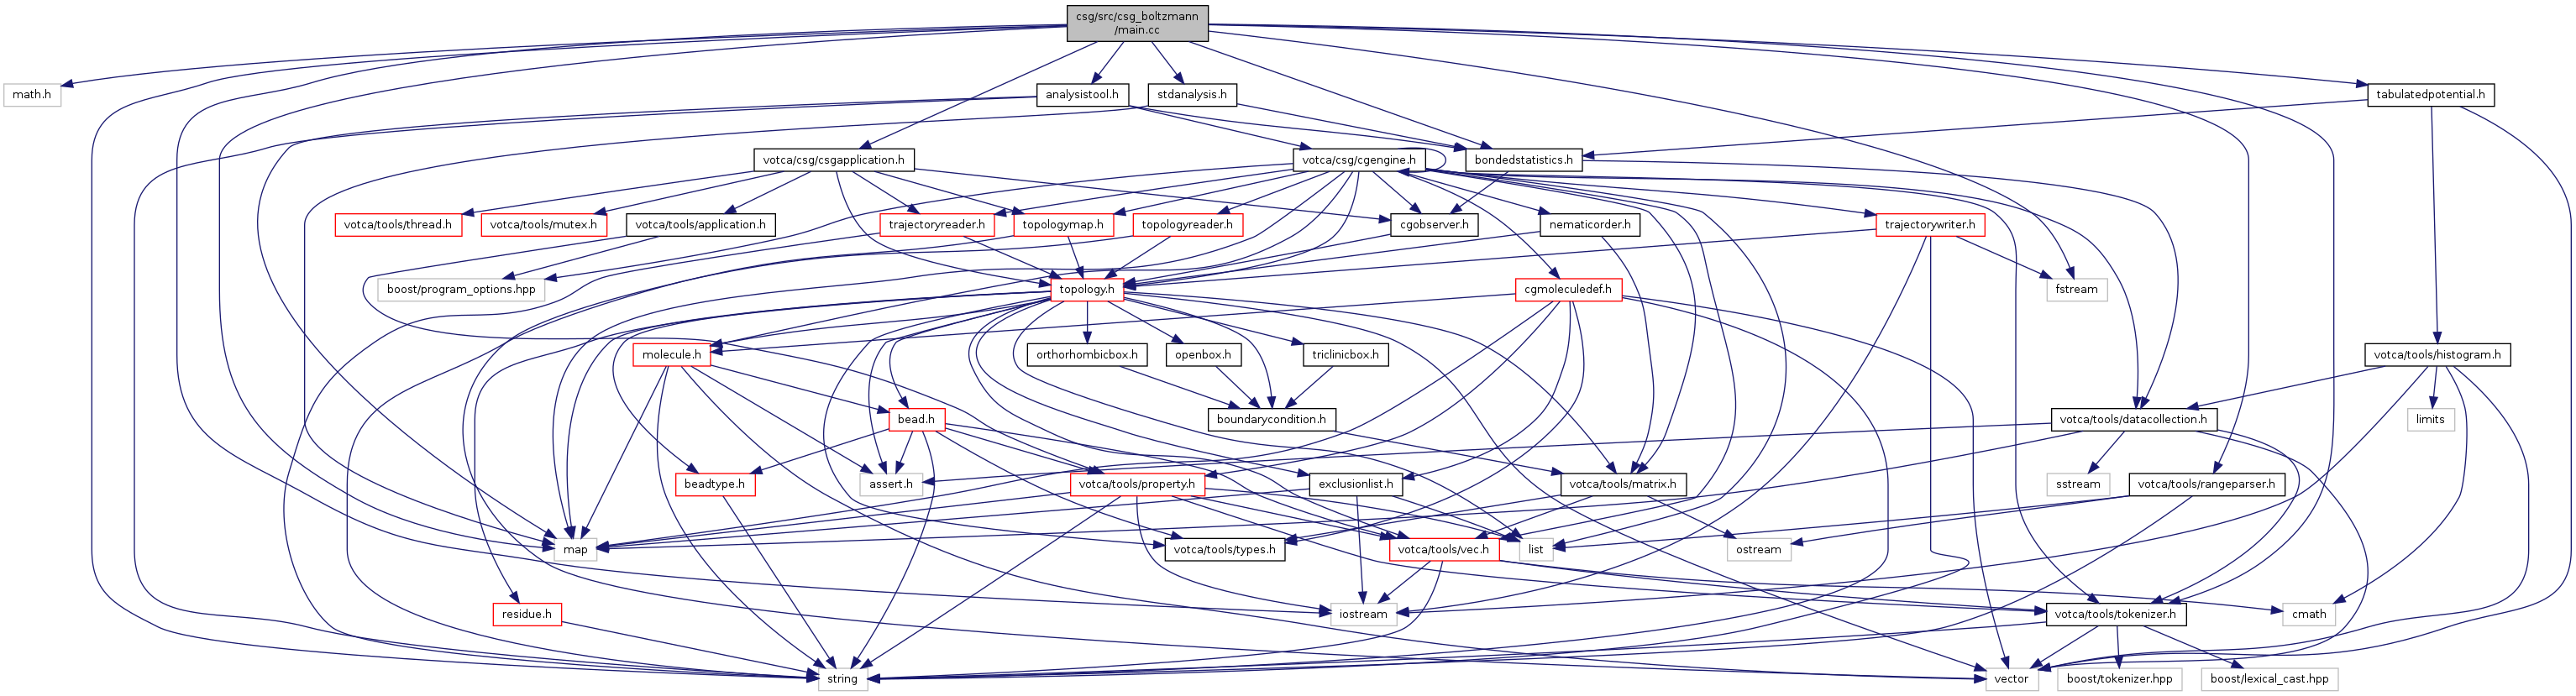 csg/src/csg_boltzmann
/main.cc
math.h
analysistool.h
stdanalysis.h
tabulatedpotential.h
votca/csg/csgapplication.h
votca/csg/cgengine.h
bondedstatistics.h
votca/tools/thread.h
votca/tools/mutex.h
votca/tools/application.h
trajectoryreader.h
topologymap.h
topologyreader.h
cgobserver.h
nematicorder.h
trajectorywriter.h
boost/program_options.hpp
topology.h
cgmoleculedef.h
fstream
molecule.h
orthorhombicbox.h
openbox.h
triclinicbox.h
votca/tools/histogram.h
bead.h
boundarycondition.h
votca/tools/datacollection.h
limits
beadtype.h
assert.h
votca/tools/property.h
exclusionlist.h
votca/tools/matrix.h
sstream
votca/tools/rangeparser.h
map
votca/tools/types.h
votca/tools/vec.h
list
ostream
residue.h
iostream
votca/tools/tokenizer.h
cmath
string
vector
boost/tokenizer.hpp
boost/lexical_cast.hpp